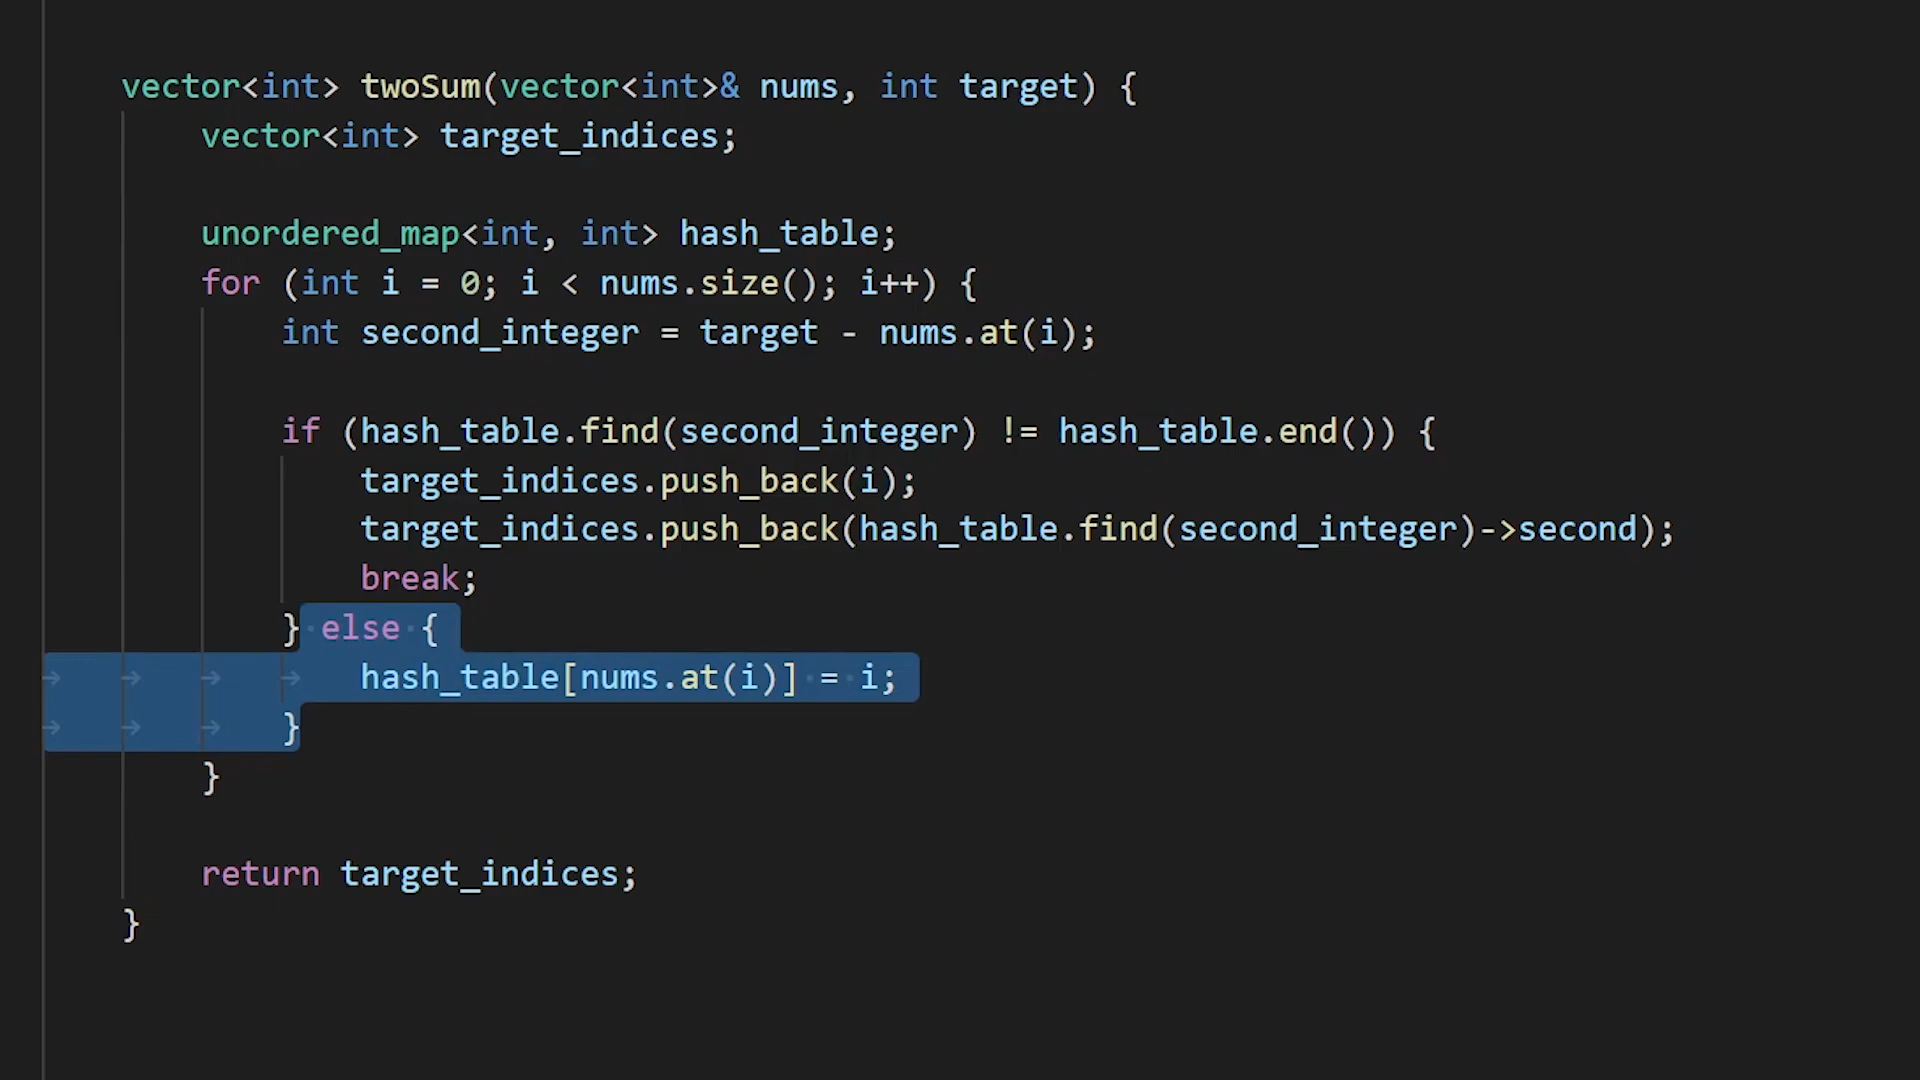 vector<int> twoSum(vector<int>& nums, int target) {
    vector<int> target_indices;

    unordered_map<int, int> hash_table;
    for (int i = 0; i < nums.size(); i++) {
        int second_integer = target - nums.at(i);

        if (hash_table.find(second_integer) != hash_table.end()) {
            target_indices.push_back(i);
            target_indices.push_back(hash_table.find(second_integer)->second);
            break;
        } else {
            hash_table[nums.at(i)] = i;
        }
    }

    return target_indices;
}